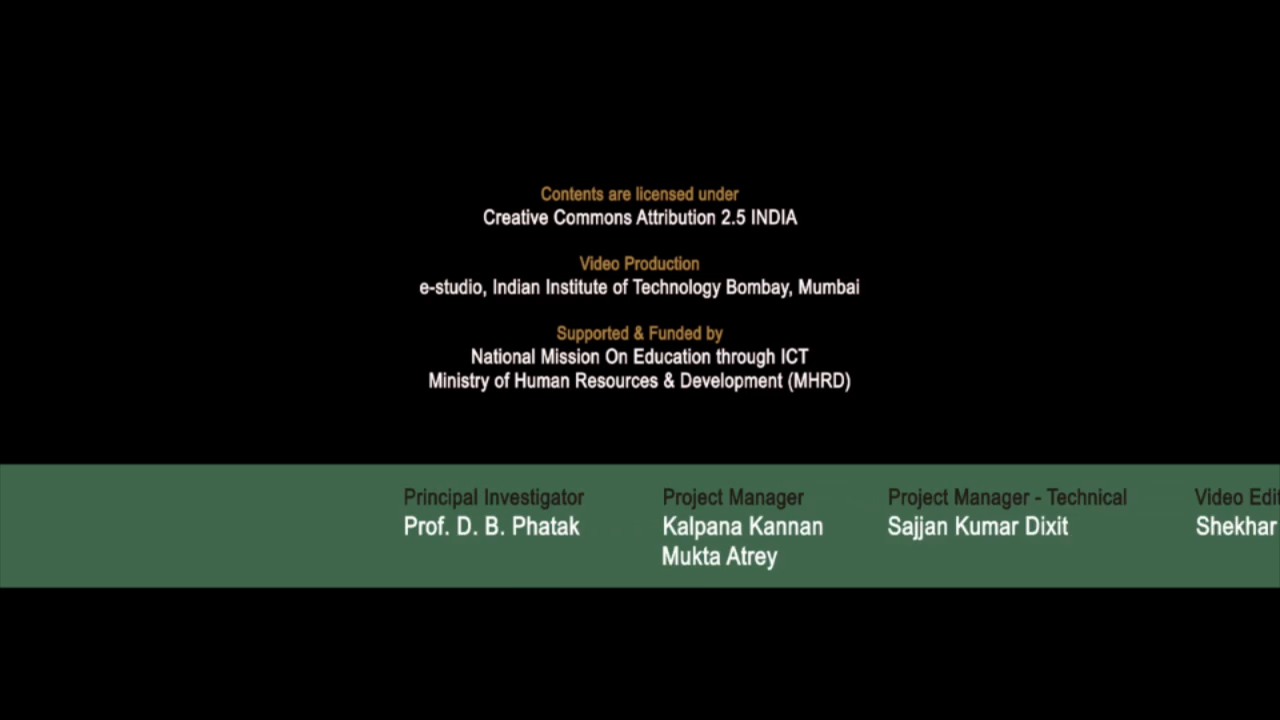 Contents are licensed under
Creative Commons Attribution 2.5 INDIA
Video Production
e-studio, Indian Institute of Technology Bombay, Mumbai
Supported & Funded by
National Mission On Education through ICT
Ministry of Human Resources & Development (MHRD)
Principal Investigator
Prof. D. B. Phatak
Project Manager
Kalpana Kannan
Mukta Atrey
Project Manager - Technical
Sajjan Kumar Dixit
Video
Shekhar